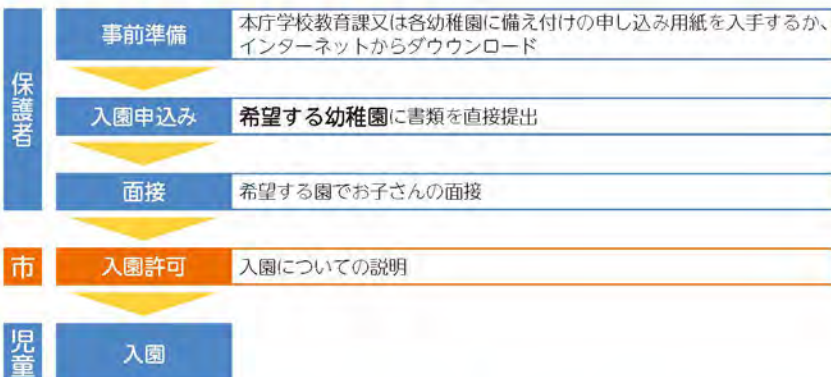 保護者
事前準備
本庁学校教育課又は各幼稚園に備え付けの申し込み用紙を入手するか、
インターネットからダウウンロード
入園申込み
希望する幼稚園に書類を直接提出
面接
希望する園でお子さんの面接
市
入園許可
入園についての説明
児童
入園